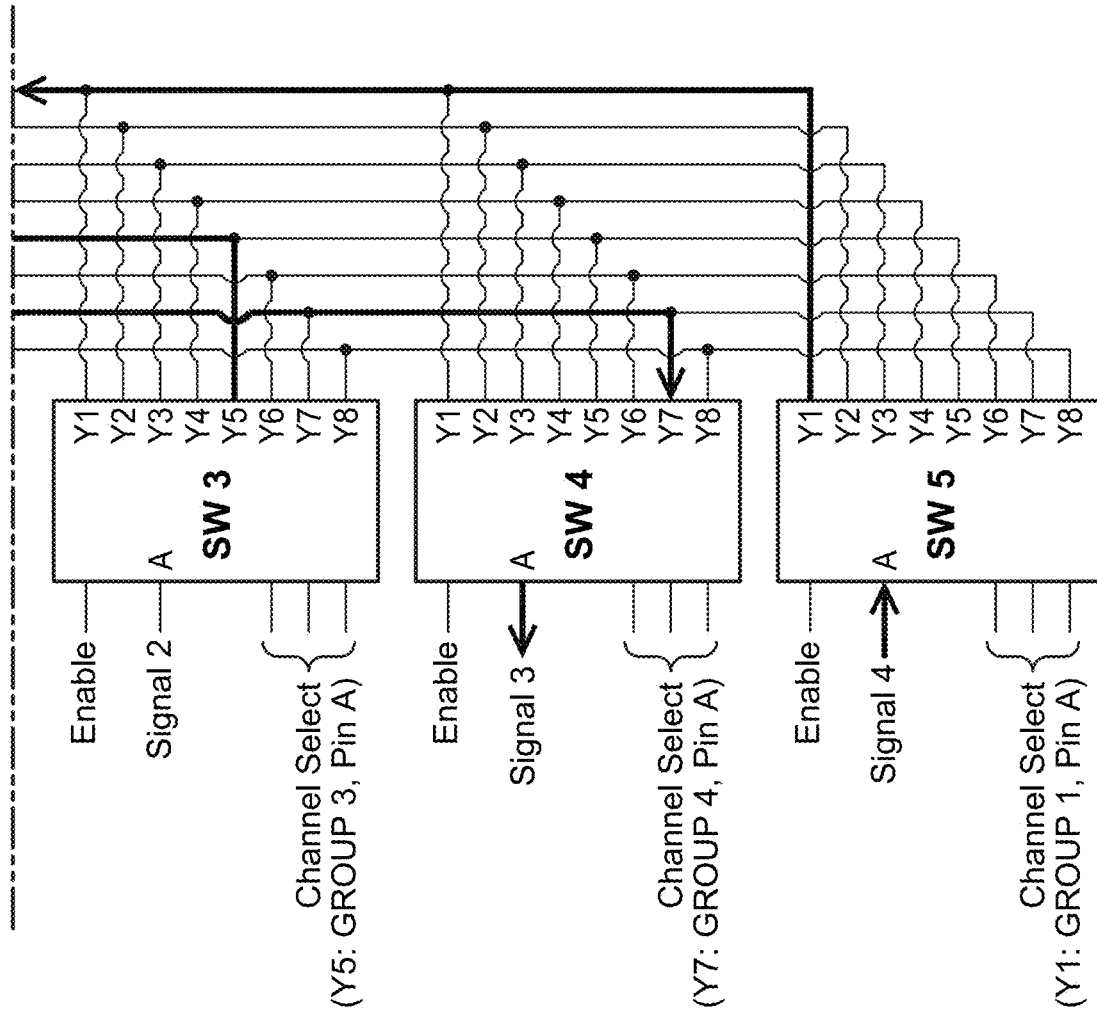 Enable
Signal 2
Channel Select
(Y5: GROUP 3, Pin A)
A
SW 3
Y1
Y2
Y3
Y4
Y5
Y6
Y7
Y8
Enable
Signal 3
Channel Select
(Y7: GROUP 4, Pin A)
A
SW 4
Y1
Y2
Y3
Y4
Y5
Y6
Y7
Y8
Enable
Signal 4
Channel Select
(Y1: GROUP 1, Pin A)
A
SW 5
Y1
Y2
Y3
Y4
Y5
Y6
Y7
Y8